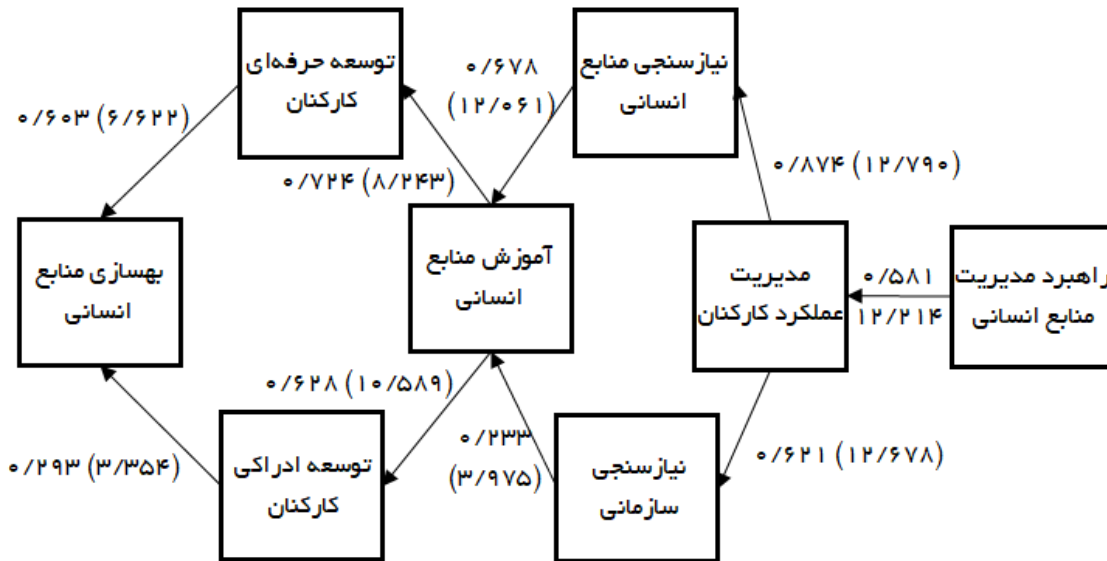 توسعه حرفه‌ای
کارکنان
نیازسنجی منابع
انسانی
۰/۶۷۸
(۱۲/۰۶۱)
۰/۶۰۳ (۶/۶۲۲)
۰/۷۲۴ (۸/۲۴۳)
۰/۸۷۴ (۱۲/۷۹۰)
راهبرد مدیریت
منابع انسانی
۰/۵۸۱
۱۲/۲۱۴
مدیریت
عملکرد کارکنان
آموزش منابع
انسانی
بهسازی منابع
انسانی
۰/۶۲۸ (۱۰/۵۸۹)
۰/۲۳۳
(۳/۹۷۵)
۰/۶۲۱ (۱۲/۶۷۸)
۰/۲۹۳ (۳/۳۵۴)
توسعه ادراکی
کارکنان
نیازسنجی
سازمانی